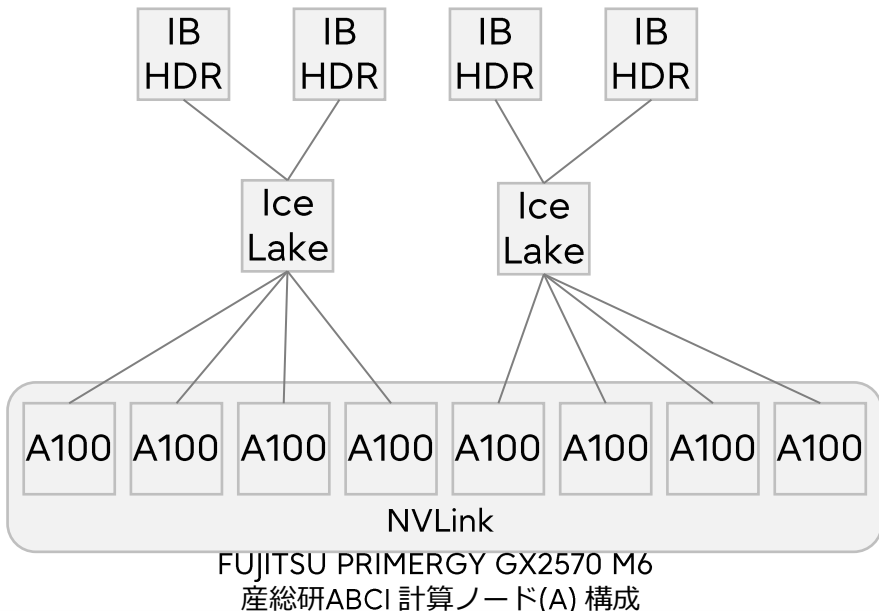 IB
HDR
IB
HDR
IB
HDR
IB
HDR
Ice
Lake
Ice
Lake
A100
A100
A100
A100
A100
A100
A100
A100
NVLink
FUJITSU PRIMERGY GX2570 M6
産総研ABCI 計算ノード(A) 構成